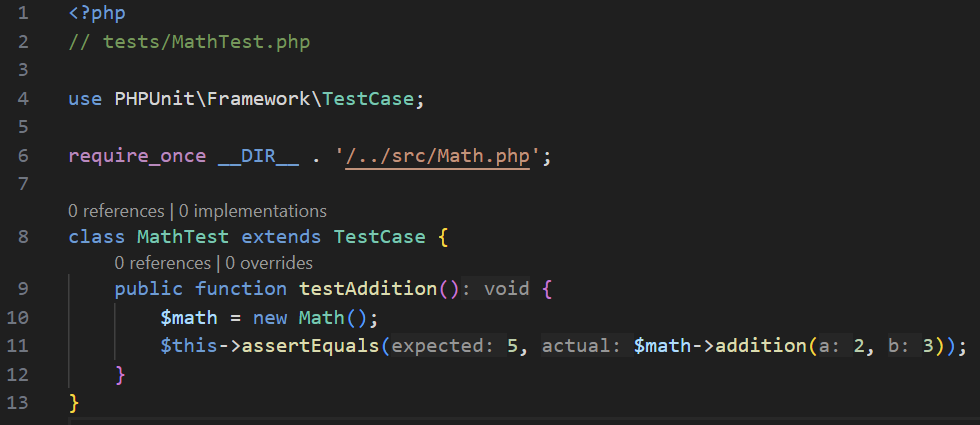 1 <?php
2 // tests/MathTest.php
3
4 use PHPUnit\Framework\TestCase;
5
6 require_once __DIR__ . '/../src/Math.php';
7
0 references | 0 implementations
8 class MathTest extends TestCase {
0 references | 0 overrides
9 public function testAddition(): void {
10 $math = new Math();
11 $this->assertEquals(expected: 5, actual: $math->addition(a: 2, b: 3));
12 }
13 }